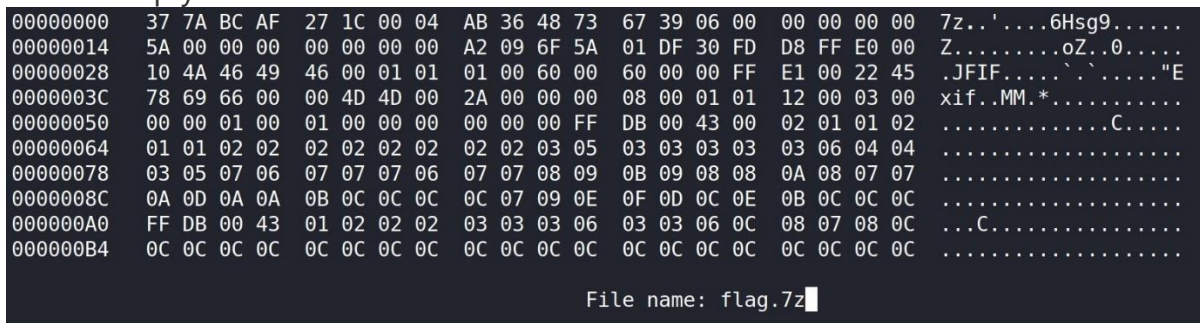 00000000 37 7A BC AF 27 1C 00 04 AB 36 48 73 67 39 06 00 00 00 00 00 7z..'....6Hsg9......
00000014 5A 00 00 00 00 00 00 00 A2 09 6F 5A 01 DF 30 FD D8 FF E0 00 Z.........oZ..0.....
00000028 10 4A 46 49 46 00 01 01 01 00 60 00 60 00 00 FF E1 00 22 45 .JFIF.....`.`....."E
0000003C 78 69 66 00 00 4D 4D 00 2A 00 00 00 08 00 01 01 12 00 03 00 xif..MM.*...........
00000050 00 00 01 00 01 00 00 00 00 00 00 FF DB 00 43 00 02 01 01 02 ..............C.....
00000064 01 01 02 02 02 02 02 02 02 02 03 05 03 03 03 03 03 06 04 04 ....................
00000078 03 05 07 06 07 07 07 06 07 07 08 09 0B 09 08 08 0A 08 07 07 ....................
0000008C 0A 0D 0A 0A 0B 0C 0C 0C 0C 07 09 0E 0F 0D 0C 0E 0B 0C 0C 0C ....................
000000A0 FF DB 00 43 01 02 02 02 03 03 03 06 03 03 06 0C 08 07 08 0C ...C................
000000B4 0C 0C 0C 0C 0C 0C 0C 0C 0C 0C 0C 0C 0C 0C 0C 0C 0C 0C 0C 0C ....................
File name: flag.7z